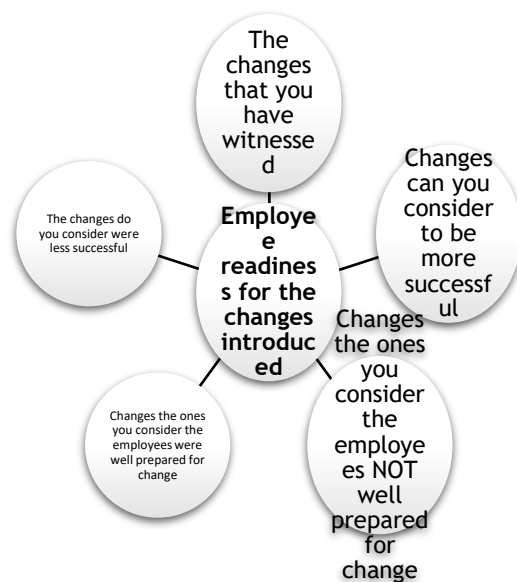 The
changes
that you
have
witnesse
d
Changes
can you
consider
to be
more
successf
ul
Changes
the ones
you
consider
the
employe
es NOT
well
prepared
for
change
Changes the ones
you consider the
employees were
well prepared for
change
The changes do
you consider were
less successful
Employe
e
readines
s for the
changes
introduc
ed